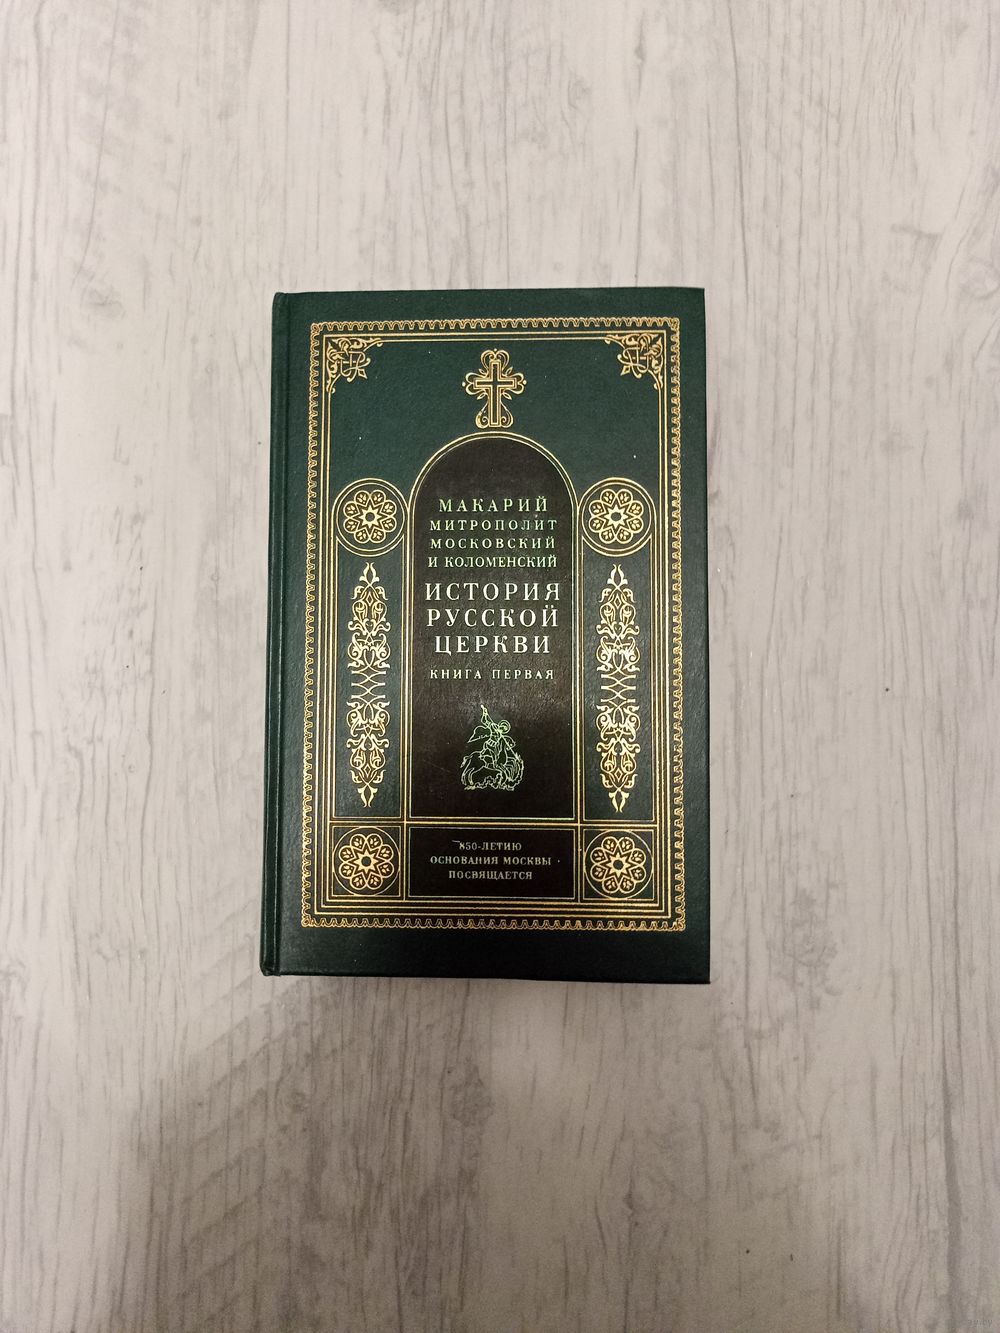 МАКАРИЙ
МИТРОПОЛИТ
МОСКОВСКИЙ
И КОЛОМЕНСКИЙ
ИСТОРИЯ
РУССКОЙ
ЦЕРКВИ
КНИГА ПЕРВАЯ
850-ЛЕТИЮ
ОСНОВАНИЯ МОСКВЫ
ПОСВЯЩАЕТСЯ